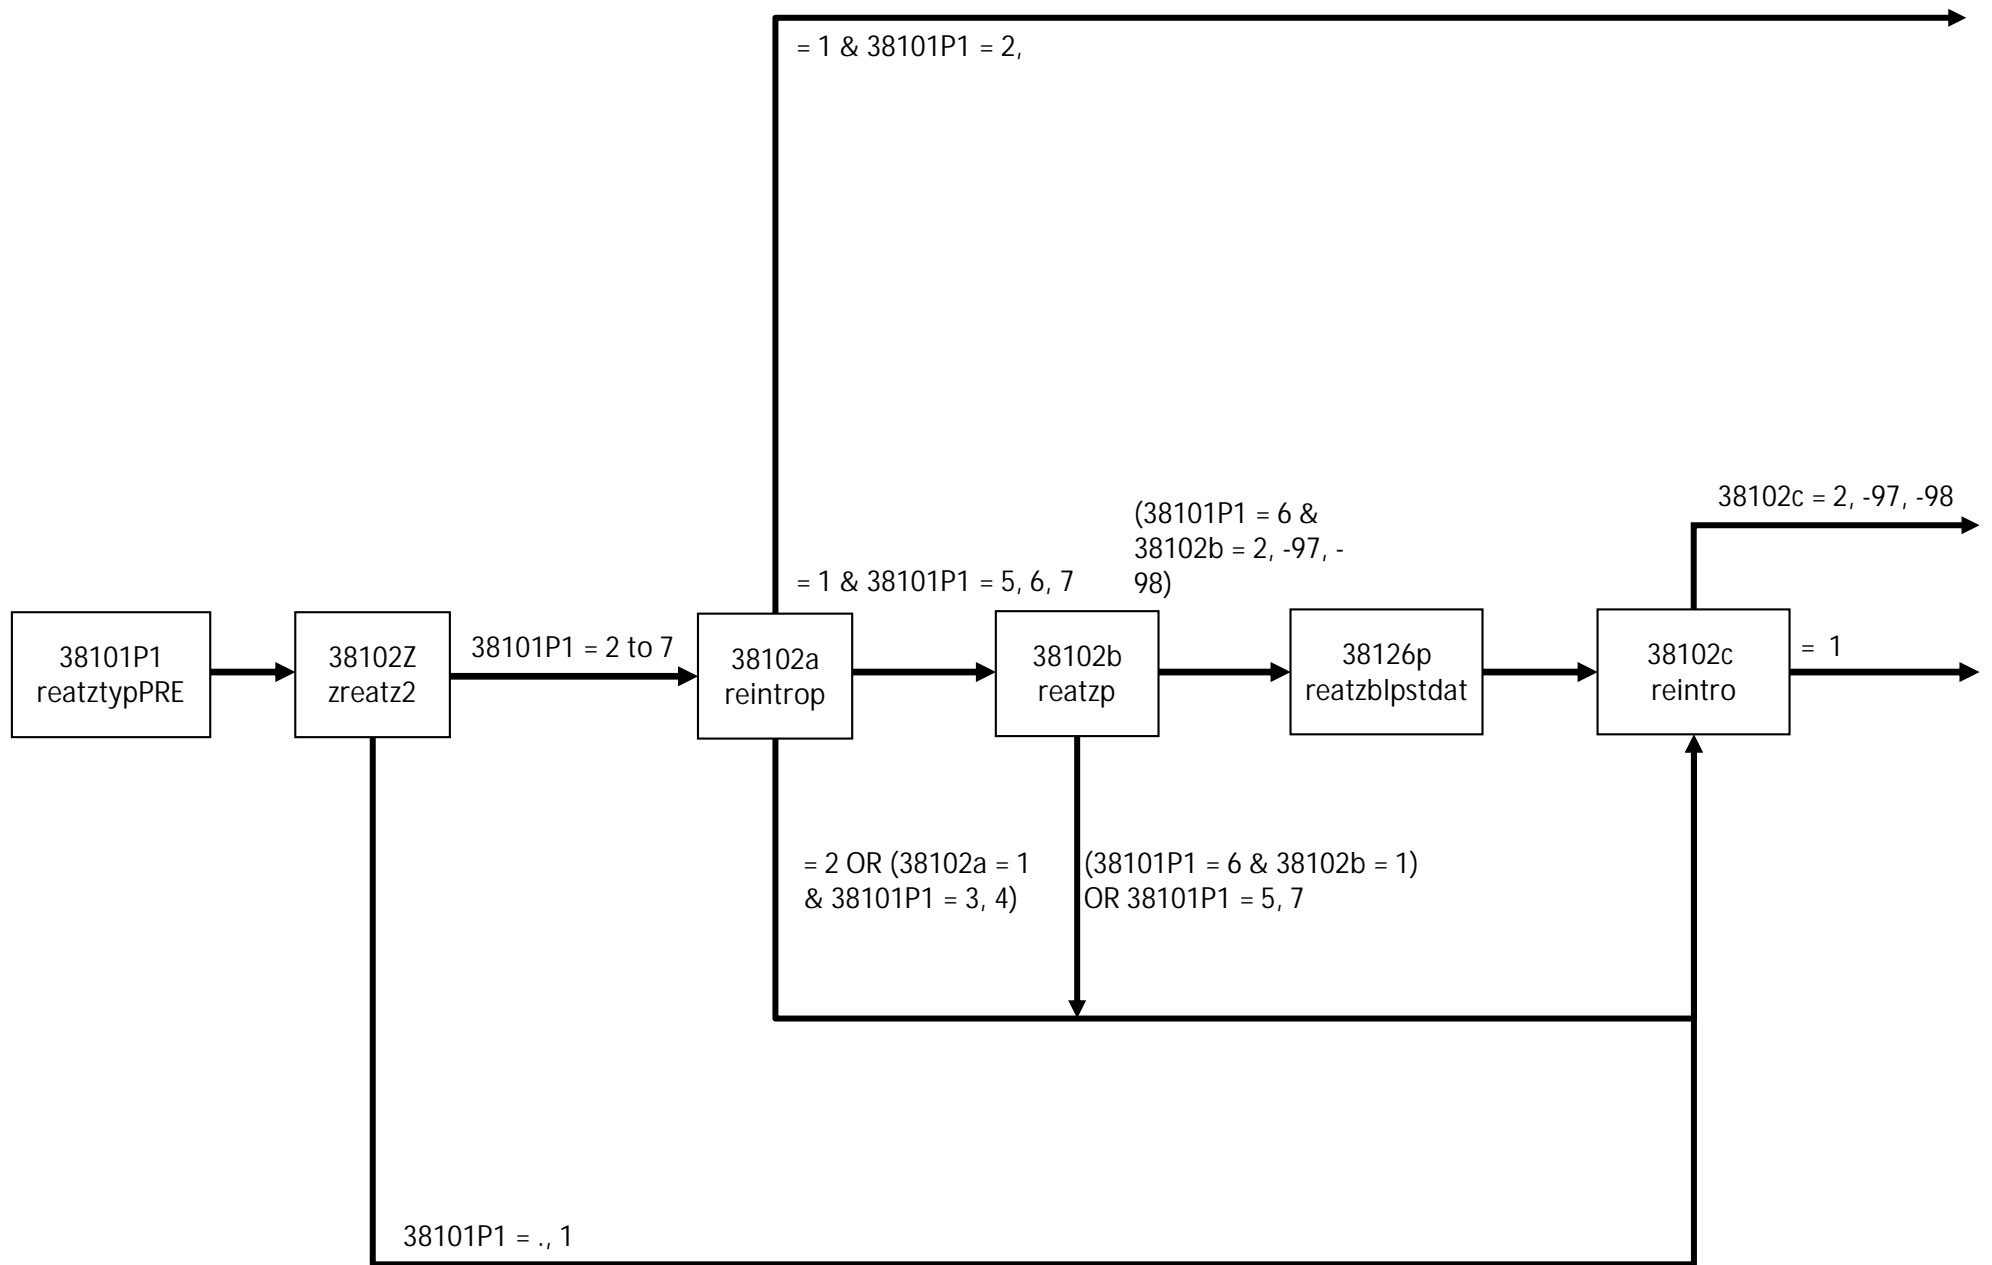 = 1 & 38101P1 = 2,
38102c = 2, -97, -98
(38101P1 = 6 &
38102b = 2, -97, -
98)
= 1 & 38101P1 = 5, 6, 7
38101P1
reatztypPRE
38102Z
zreatz2
38101P1 = 2 to 7
38102a
reintrop
38102b
reatzp
38126p
reatzblpstdat
38102c
reintro
= 1
= 2 OR (38102a = 1
& 38101P1 = 3, 4)
(38101P1 = 6 & 38102b = 1)
OR 38101P1 = 5, 7
38101P1 = ., 1